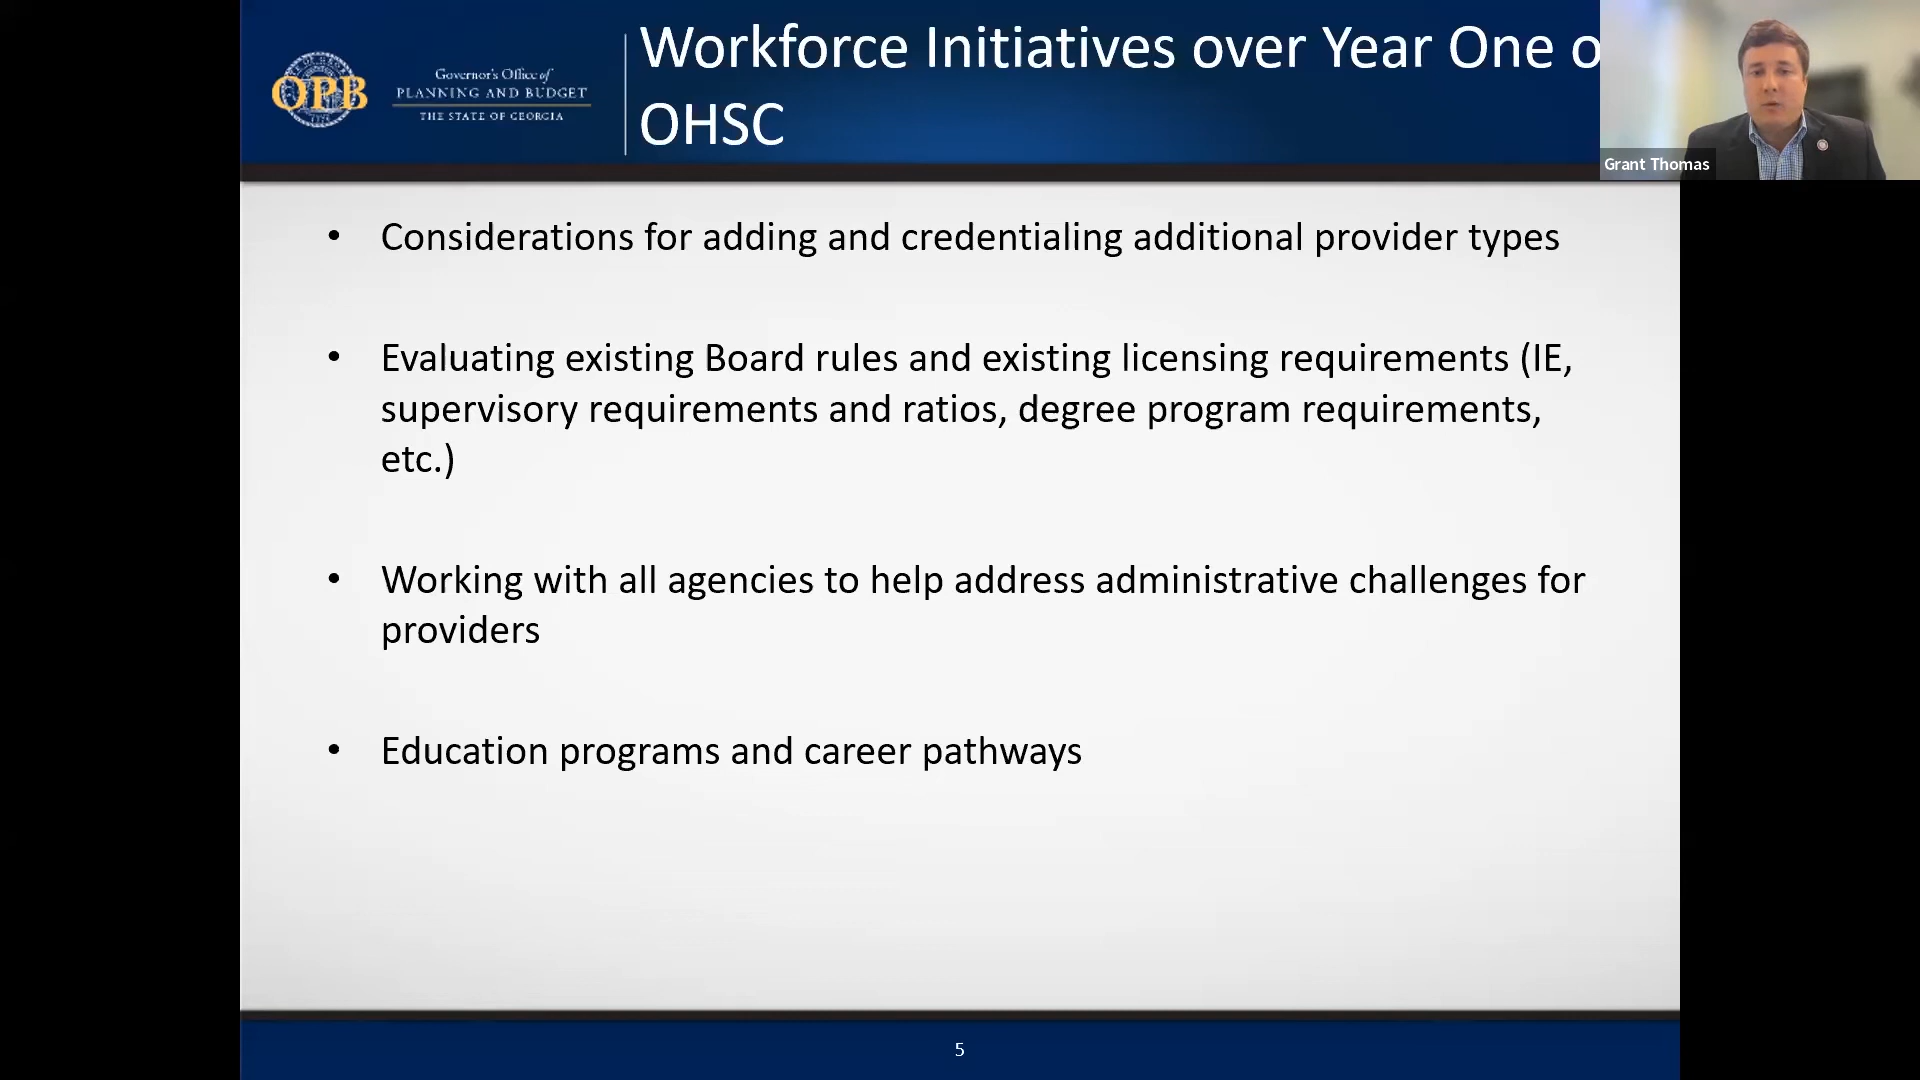 Workforce Initiatives over Year One o
OHSC
OPB
1776
Governor's Office of
PLANNING AND BUDGET
THE STATE OF GEORGIA
Grant Thomas
• Considerations for adding and credentialing additional provider types
• Evaluating existing Board rules and existing licensing requirements (IE,
supervisory requirements and ratios, degree program requirements,
etc.)
• Working with all agencies to help address administrative challenges for
providers
• Education programs and career pathways
5